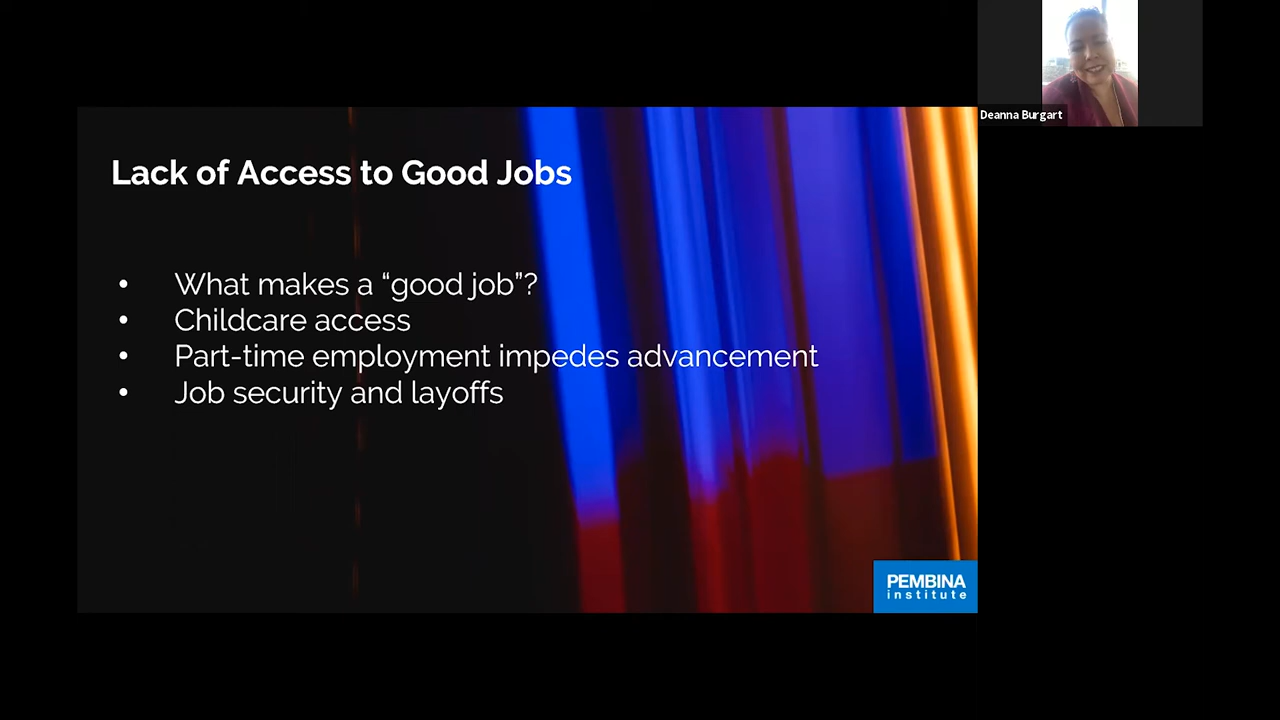 Deanna Burgart
Lack of Access to Good Jobs
• What makes a “good job”?
• Childcare access
• Part-time employment impedes advancement
• Job security and layoffs
PEMBINA
institute